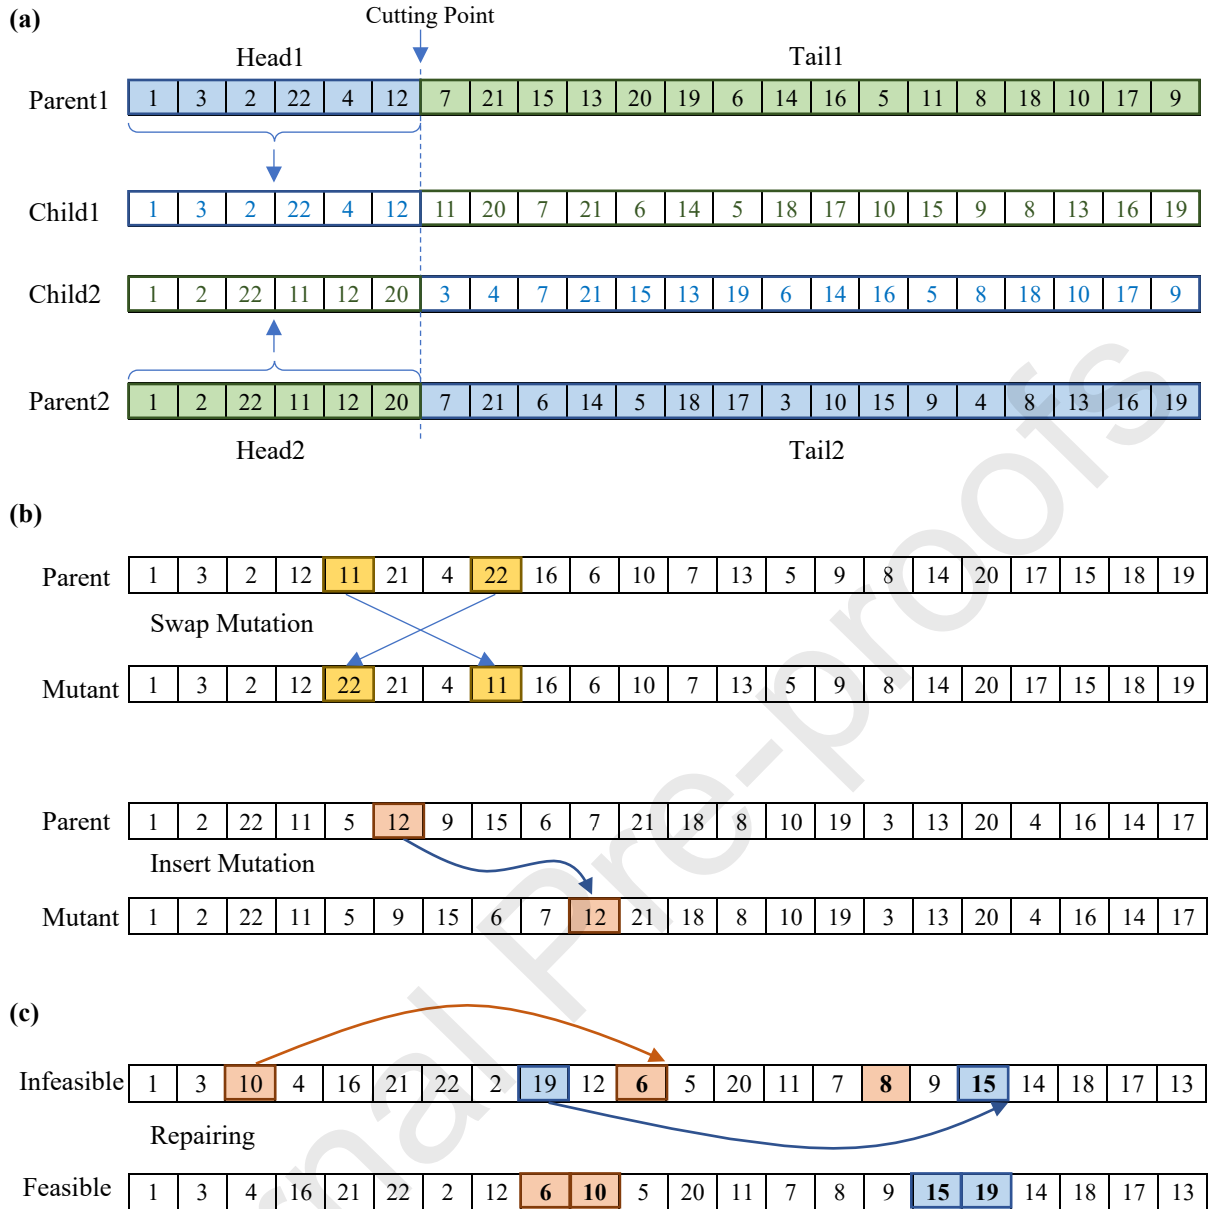 (a)
Cutting Point
Head1 Tail1
Parent1 1 3 2 22 4 12 7 21 15 13 20 19 6 14 16 5 11 8 18 10 17 9
Child1 1 3 2 22 4 12 11 20 7 21 6 14 5 18 17 10 15 9 8 13 16 19
Child2 1 2 22 11 12 20 3 4 7 21 15 13 19 6 14 16 5 8 18 10 17 9
Parent2 1 2 22 11 12 20 7 21 6 14 5 18 17 3 10 15 9 4 8 13 16 19
Head2 Tail2
(b)
Parent 1 3 2 12 11 21 4 22 16 6 10 7 13 5 9 8 14 20 17 15 18 19
Swap Mutation
Mutant 1 3 2 12 22 21 4 11 16 6 10 7 13 5 9 8 14 20 17 15 18 19
Parent 1 2 22 11 5 12 9 15 6 7 21 18 8 10 19 3 13 20 4 16 14 17
Insert Mutation
Mutant 1 2 22 11 5 9 15 6 7 12 21 18 8 10 19 3 13 20 4 16 14 17
(c)
Infeasible 1 3 10 4 16 21 22 2 19 12 6 5 20 11 7 8 9 15 14 18 17 13
Repairing
Feasible 1 3 4 16 21 22 2 12 6 10 5 20 11 7 8 9 15 19 14 18 17 13
nal Pre-proofs